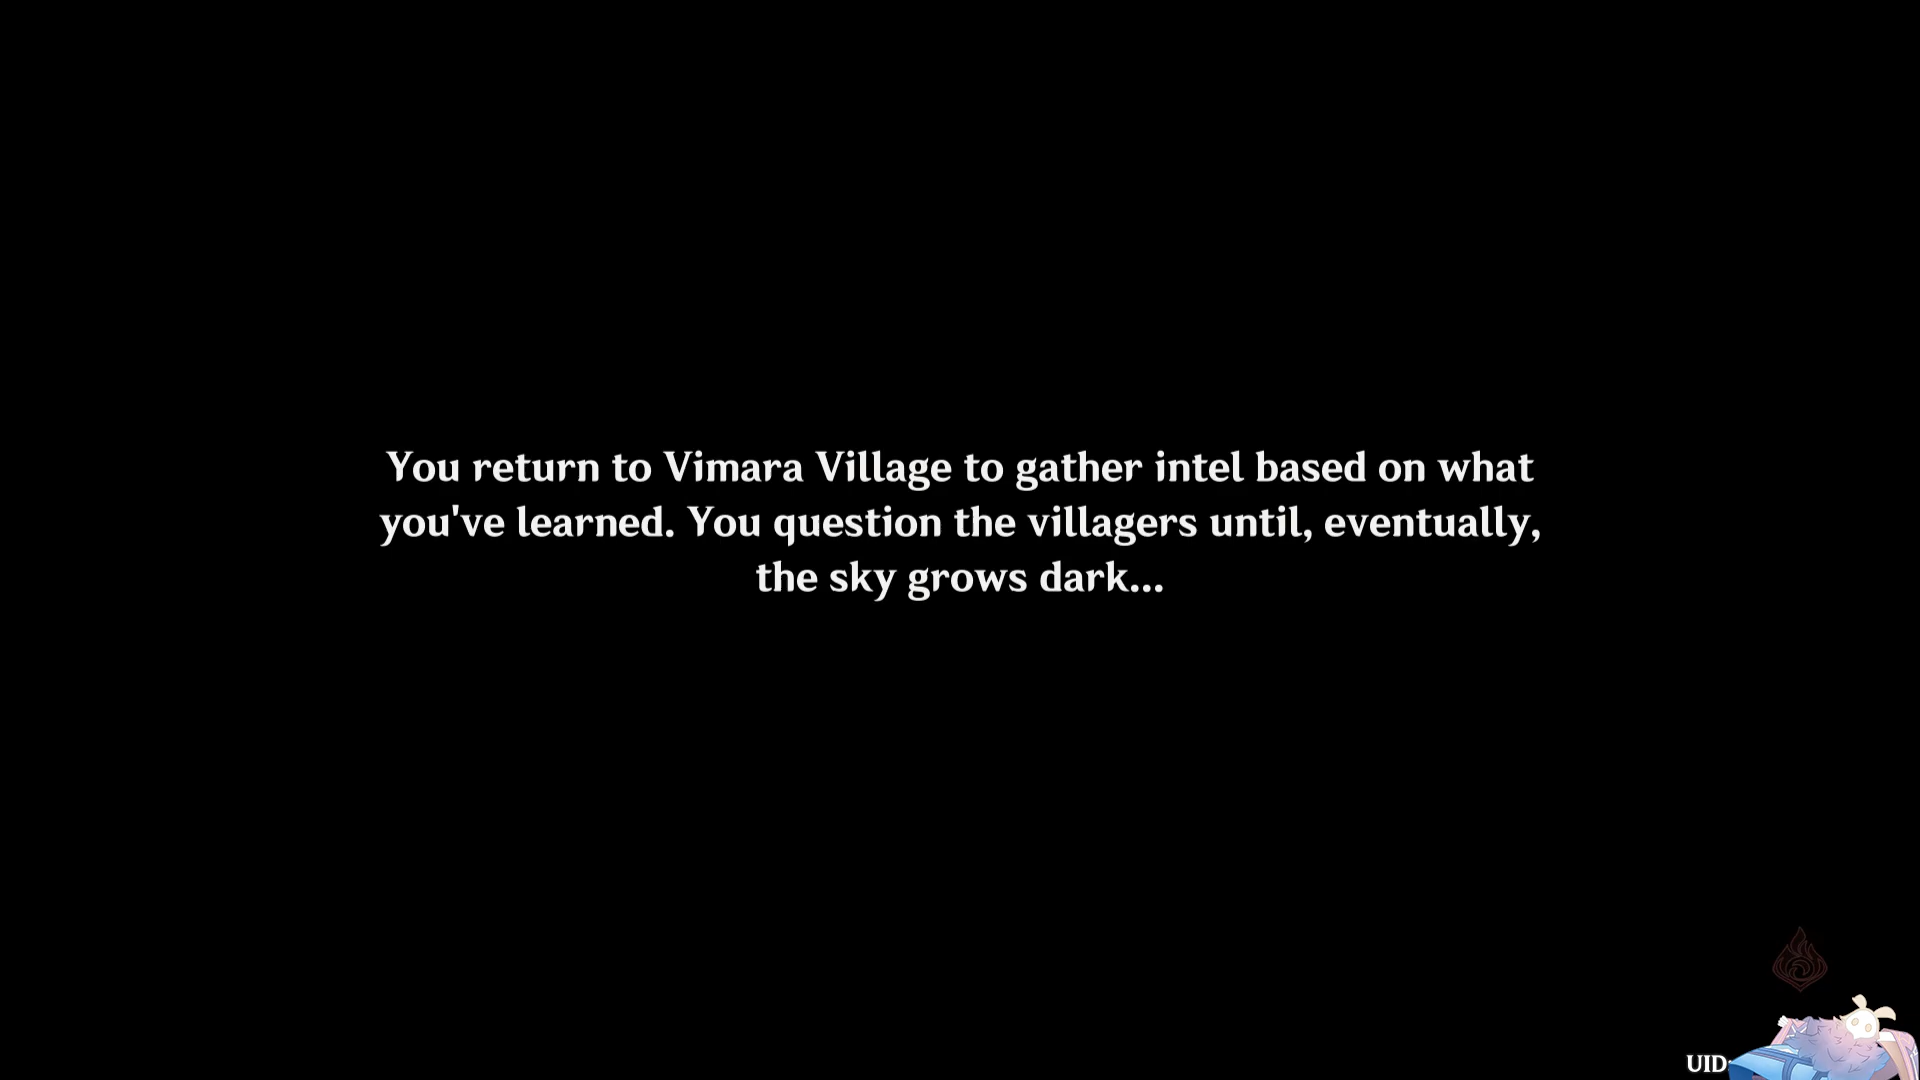 You return to Vimara Village to gather intel based on what
you've learned. You question the villagers until, eventually,
the sky grows dark...
UID: